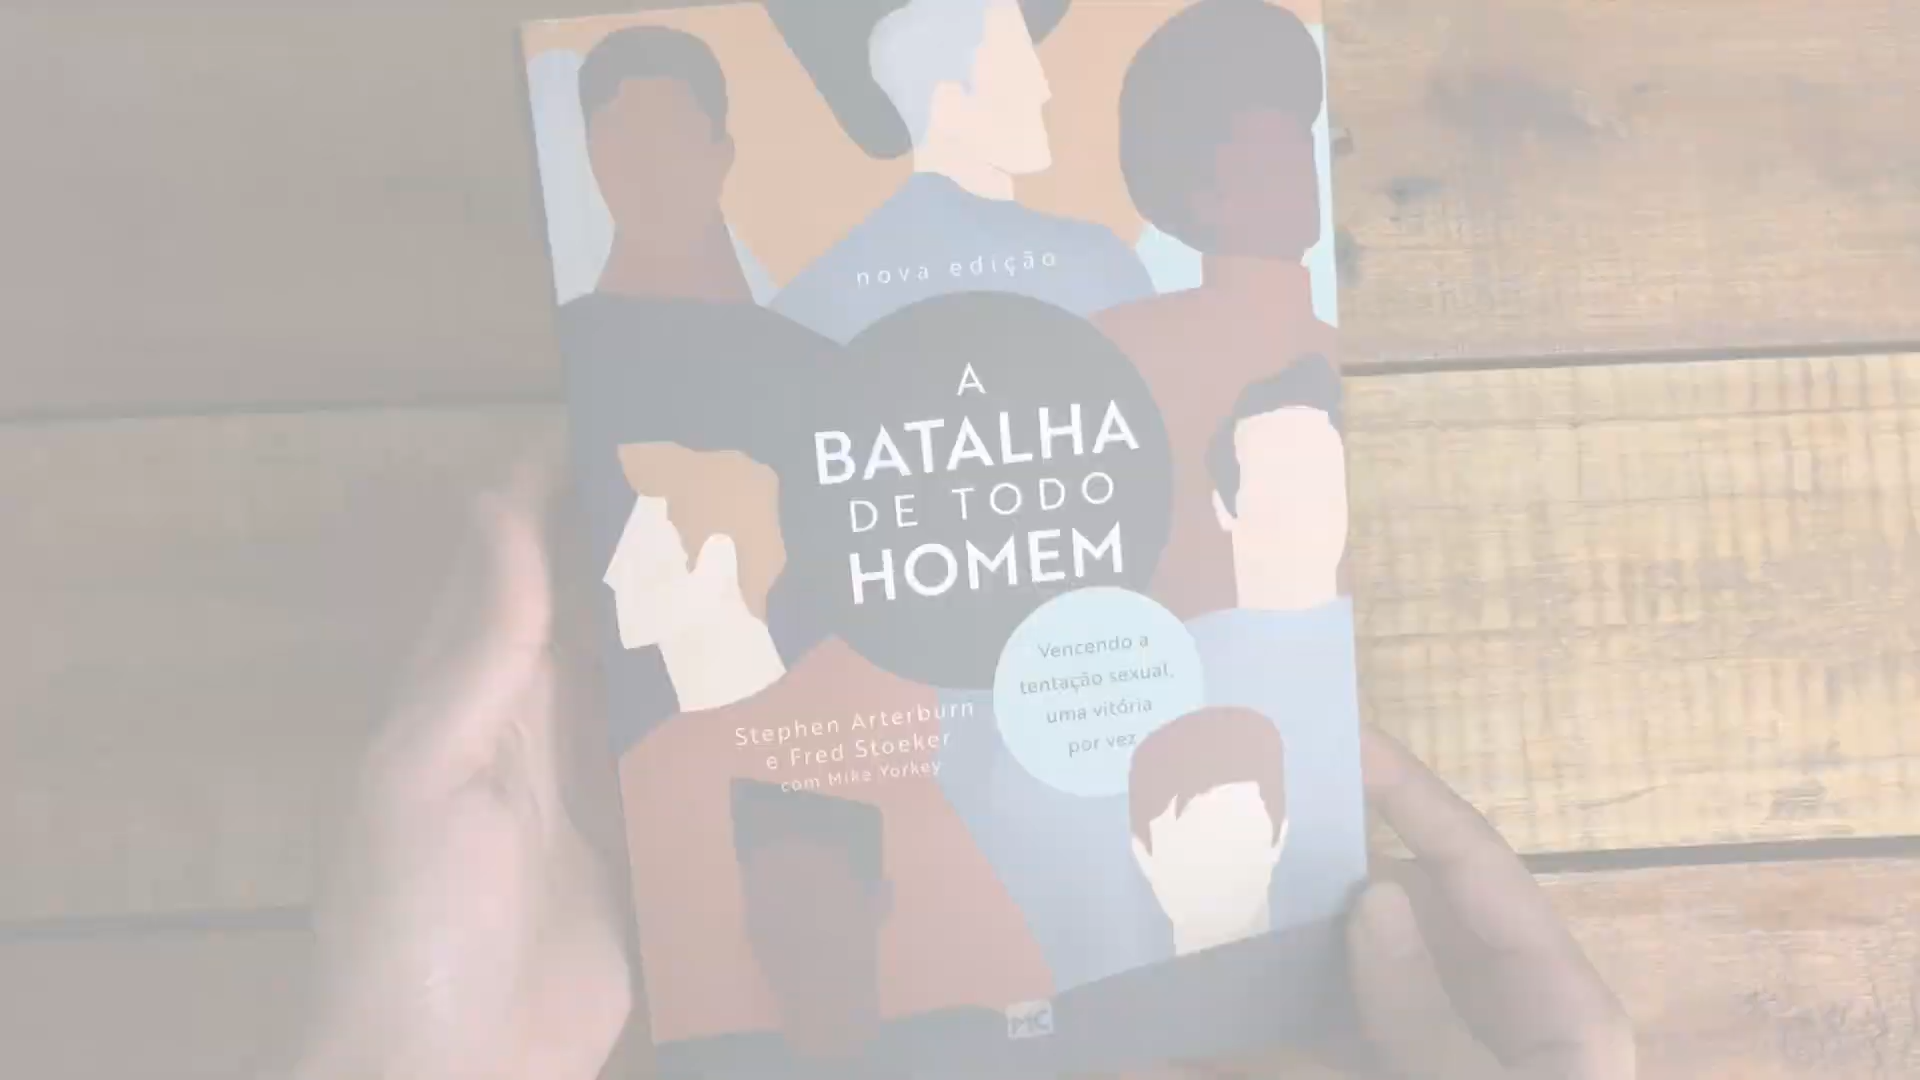 nova edição
A
BATALHA
DE TODO
HOMEM
Vencendo a
tentação sexual,
uma vitória
por vez
Stephen Arterburn
e Fred Stoeker
com Mike Yorkey
MC